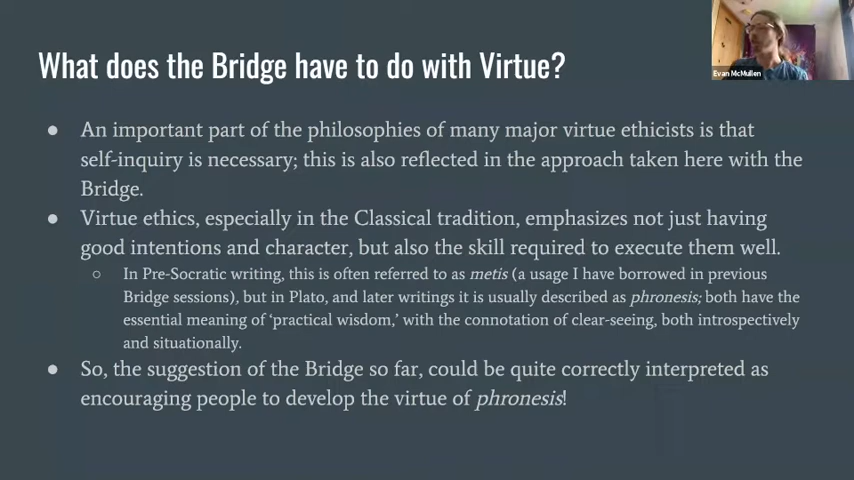 What does the Bridge have to do with Virtue?
Evan McMullen
● An important part of the philosophies of many major virtue ethicists is that
self-inquiry is necessary; this is also reflected in the approach taken here with the
Bridge.
● Virtue ethics, especially in the Classical tradition, emphasizes not just having
good intentions and character, but also the skill required to execute them well.
○ In Pre-Socratic writing, this is often referred to as metis (a usage I have borrowed in previous
Bridge sessions), but in Plato, and later writings it is usually described as phronesis; both have the
essential meaning of ‘practical wisdom,’ with the connotation of clear-seeing, both introspectively
and situationally.
● So, the suggestion of the Bridge so far, could be quite correctly interpreted as
encouraging people to develop the virtue of phronesis!